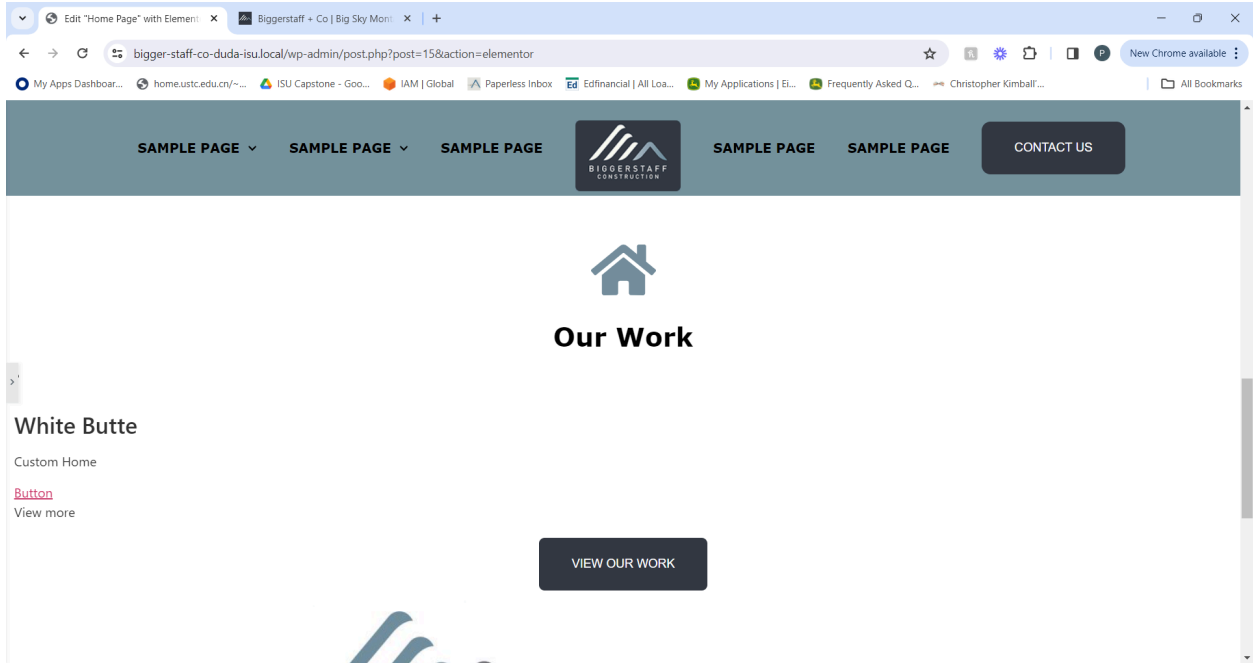 Edit "Home Page" with Element
Biggerstaff + Co | Big Sky Mont
bigger-staff-co-duda-isu.local/wp-admin/post.php?post=15&action=elementor
P
New Chrome available
My Apps Dashboar...
home.ustc.edu.cn/~...
ISU Capstone - Goo...
IAM | Global
Paperless Inbox
Ed
Edfinancial | All Loa...
My Applications | Ei...
Frequently Asked Q...
Christopher Kimball'...
All Bookmarks
SAMPLE PAGE
SAMPLE PAGE
SAMPLE PAGE
BIGGERSTAFF
CONSTRUCTION
SAMPLE PAGE
SAMPLE PAGE
CONTACT US
Our Work
White Butte
Custom Home
Button
View more
VIEW OUR WORK